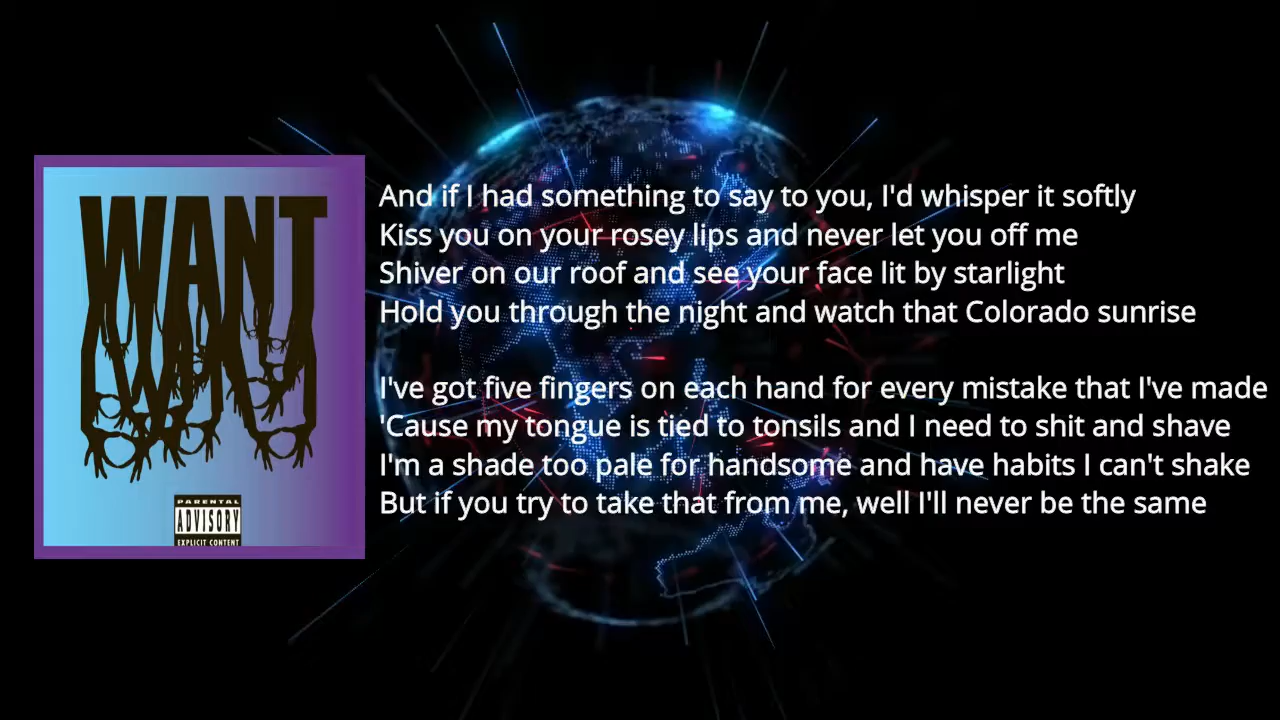 WANT
PARENTAL
ADVISORY
EXPLICIT CONTENT
And if I had something to say to you, I'd whisper it softly
Kiss you on your rosey lips and never let you off me
Shiver on our roof and see your face lit by starlight
Hold you through the night and watch that Colorado sunrise
I've got five fingers on each hand for every mistake that I've made
'Cause my tongue is tied to tonsils and I need to shit and shave
I'm a shade too pale for handsome and have habits I can't shake
But if you try to take that from me, well I'll never be the same